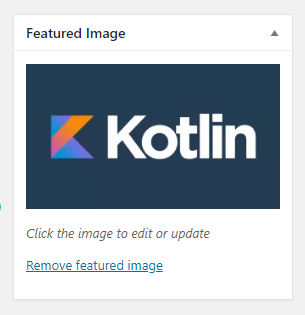 Featured Image
Kotlin
Click the image to edit or update
Remove featured image